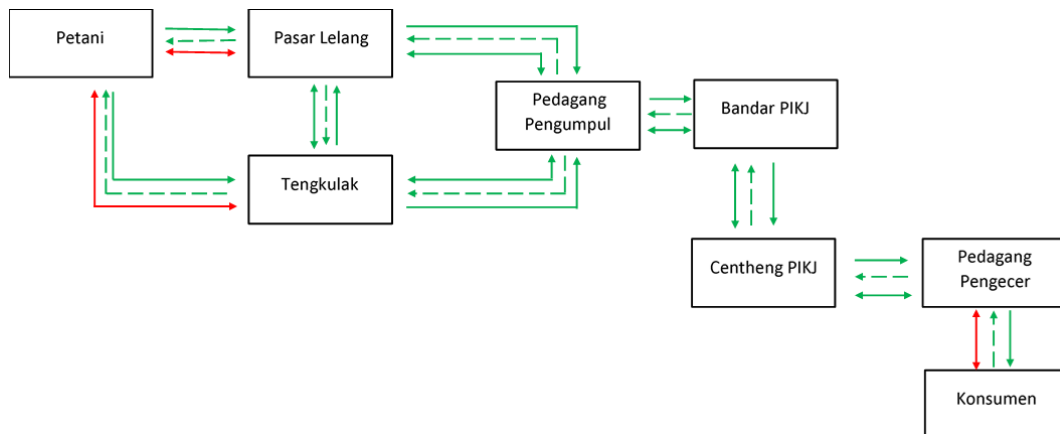 Petani
Pasar Lelang
Pedagang
Pengumpul
Bandar PIKJ
Tengkulak
Centheng PIKJ
Pedagang
Pengecer
Konsumen